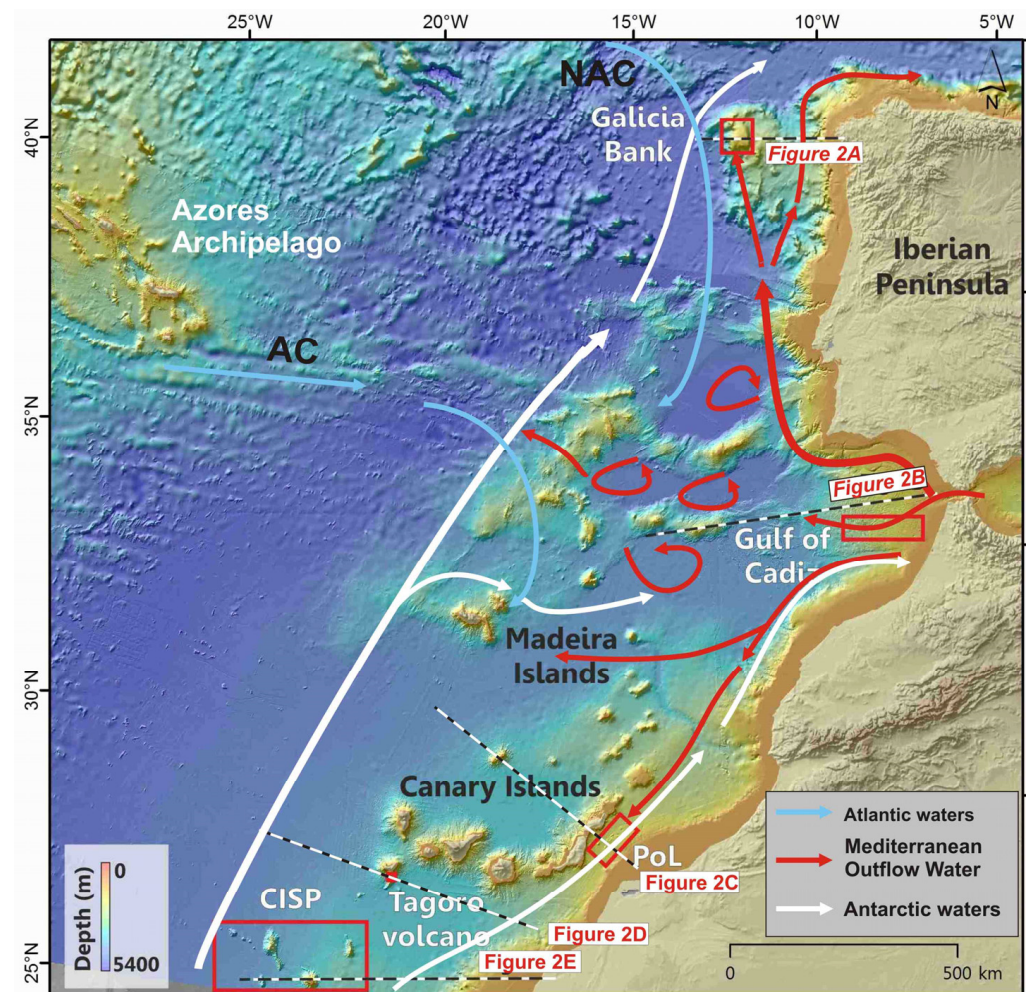 25°W
20°W
15°W
10°W
5°W
40°N
35°N
30°N
25°N
N
NAC
Galicia
Bank
Figure 2A
Azores
Archipelago
Iberian
Peninsula
AC
Figure 2B
Gulf of
Cadiz
Madeira
Islands
Canary Islands
PoL
Figure 2C
CISP
Tagoro
volcano
Figure 2D
Figure 2E
Depth (m)
0
5400
Atlantic waters
Mediterranean
Outflow Water
Antarctic waters
0
500 km